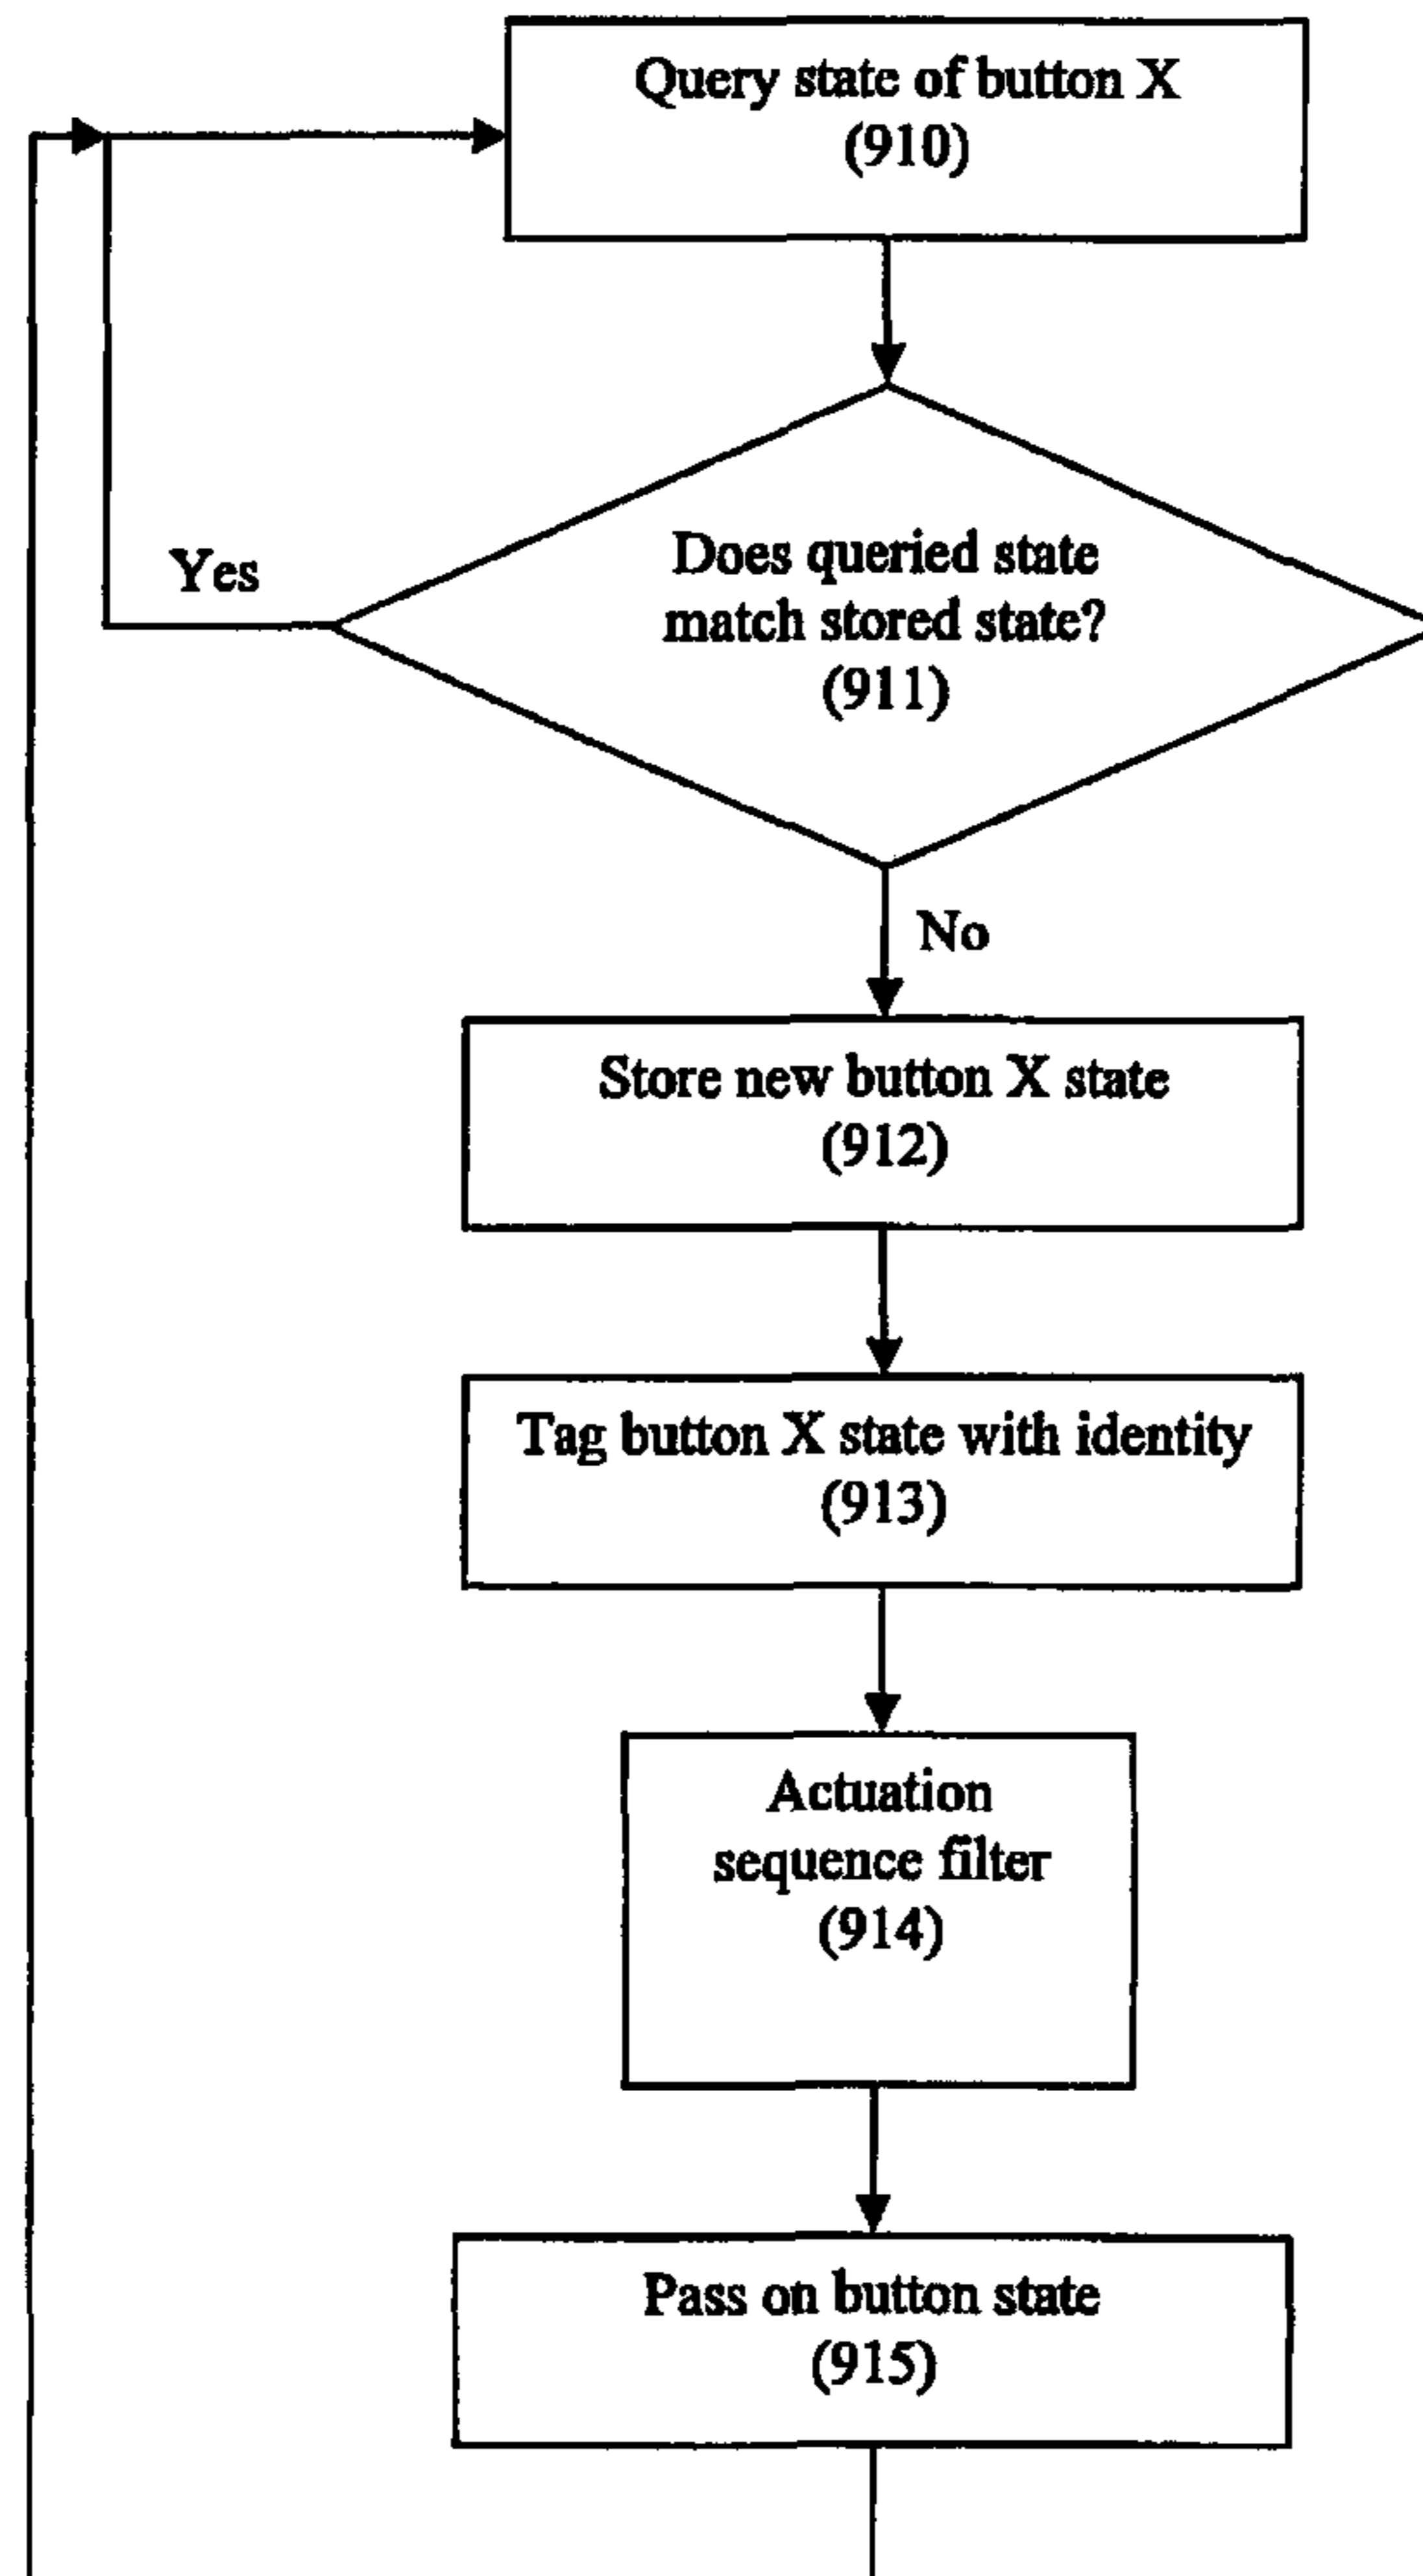 Query state of button X
(910)
Does queried state
match stored state?
(911)
Yes
No
Store new button X state
(912)
Tag button X state with identity
(913)
Actuation
sequence filter
(914)
Pass on button state
(915)